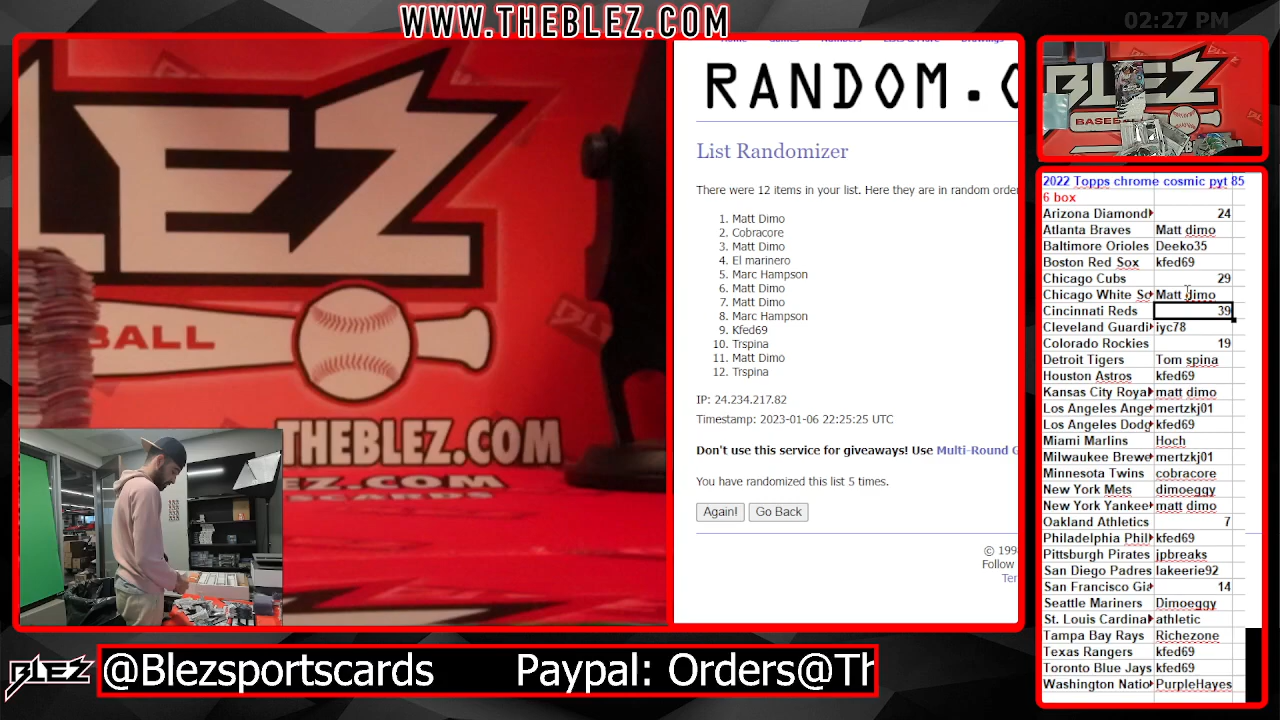 WWW.THEBLEZ.COM
02:27 PM
BLEZ
BALL
THEBLEZ.COM
RANDOM.
List Randomizer
There were 12 items in your list. Here they are in random orde
1. Matt Dimo
2. Cobracore
3. Matt Dimo
4. El marinero
5. Marc Hampson
6. Matt Dimo
7. Matt Dimo
8. Marc Hampson
9. Kfed69
10. Trspina
11. Matt Dimo
12. Trspina
IP: 24.234.217.82
Timestamp: 2023-01-06 22:25:25 UTC
Don't use this service for giveaways! Use Multi-Round G
You have randomized this list 5 times.
Again! Go Back
© 199
Follow
Ter
BLEZ
BASEB
2022 Topps chrome cosmic pyt 85
6 box
Arizona Diamond 24
Atlanta Braves Matt dimo
Baltimore Orioles Deeko35
Boston Red Sox kfed69
Chicago Cubs 29
Chicago White So Matt dimo
Cincinnati Reds 39
Cleveland Guardi iyc78
Colorado Rockies 19
Detroit Tigers Tom spina
Houston Astros kfed69
Kansas City Roya matt dimo
Los Angeles Ange mertzkj01
Los Angeles Dodg kfed69
Miami Marlins Hoch
Milwaukee Brewe mertzkj01
Minnesota Twins cobracore
New York Mets dimoeggy
New York Yankee matt dimo
Oakland Athletics 7
Philadelphia Phil kfed69
Pittsburgh Pirates jpbreaks
San Diego Padres lakeerie92
San Francisco Gia 14
Seattle Mariners Dimoeggy
St. Louis Cardina athletic
Tampa Bay Rays Richezone
Texas Rangers kfed69
Toronto Blue Jays kfed69
Washington Natio PurpleHayes
BLEZ
@Blezsportscards Paypal: Orders@Th